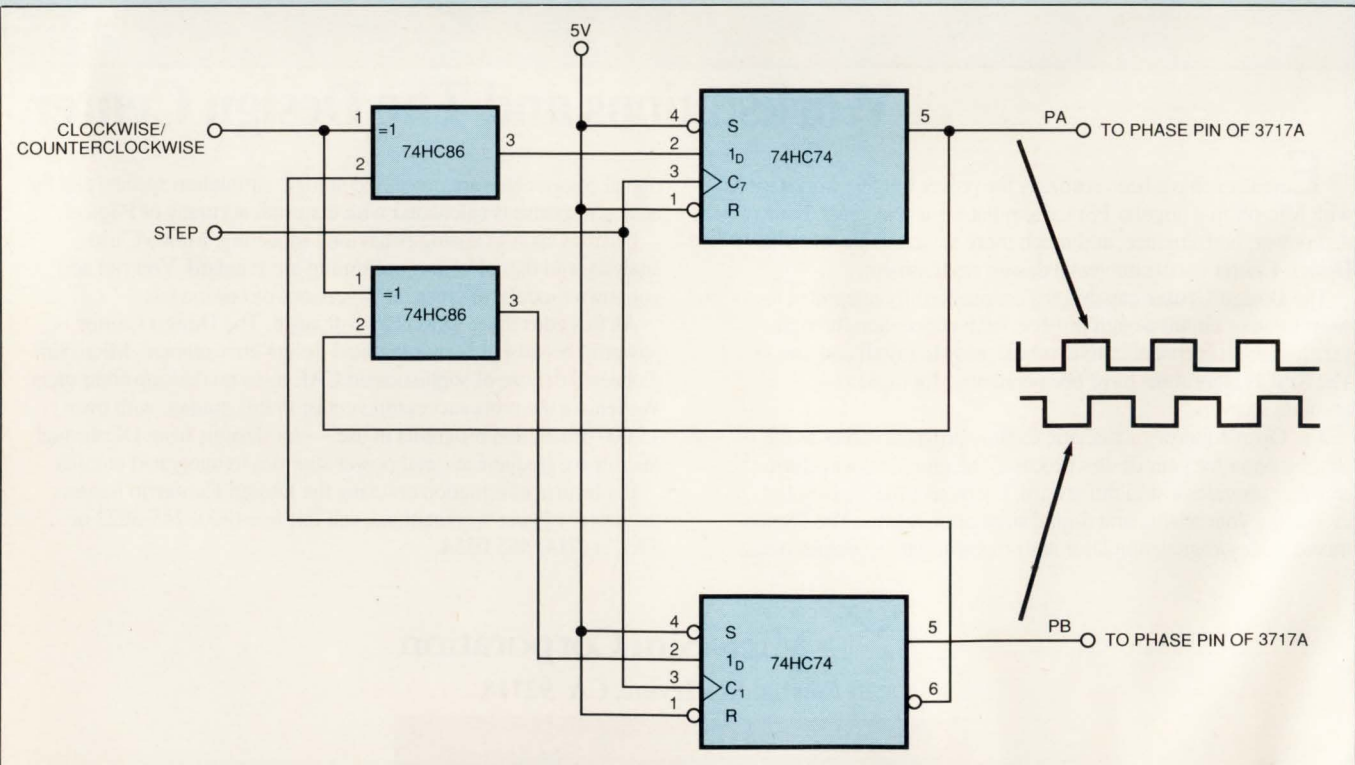 5V
CLOCKWISE/
COUNTERCLOCKWISE
1
=1
2
74HC86
3
4
S
2
1D
74HC74
3
C7
1
R
5
PA
TO PHASE PIN OF 3717A
STEP
1
=1
2
74HC86
3
4
S
2
1D
74HC74
3
C1
1
R
5
6
PB
TO PHASE PIN OF 3717A